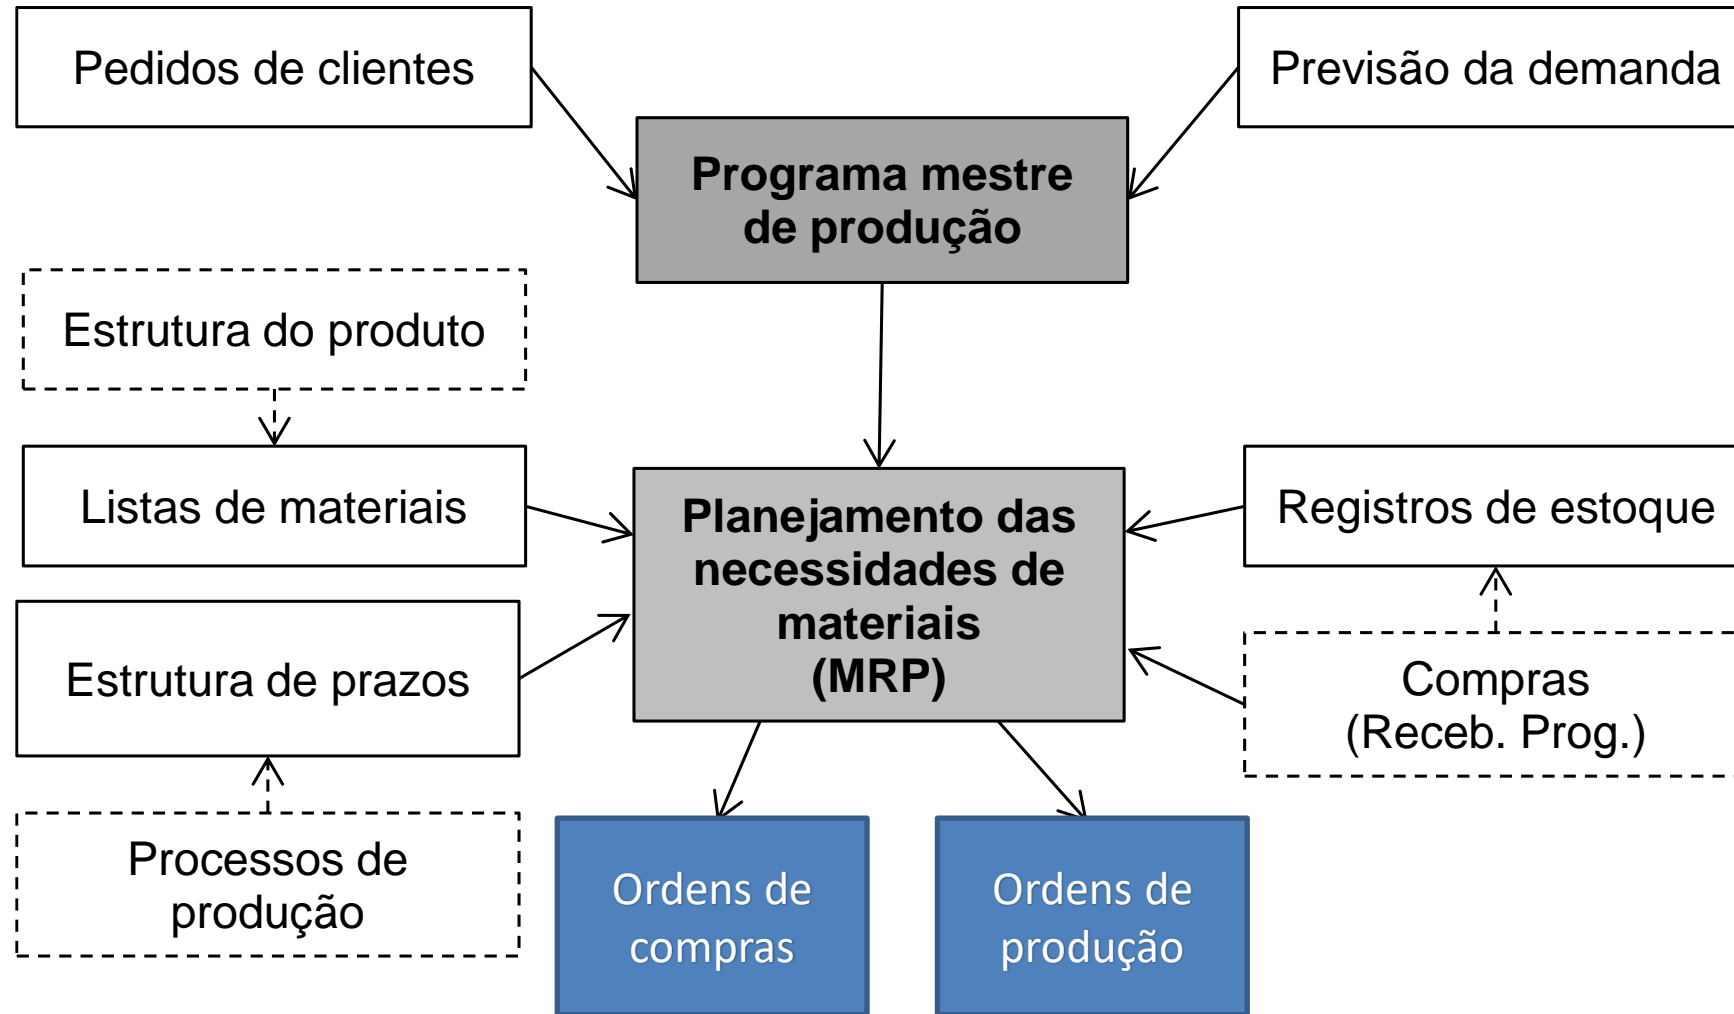 Pedidos de clientes
Previsão da demanda
Programa mestre
de produção
Estrutura do produto
Listas de materiais
Planejamento das
necessidades de
materiais
(MRP)
Registros de estoque
Estrutura de prazos
Compras
(Receb. Prog.)
Processos de
produção
Ordens de
compras
Ordens de
produção